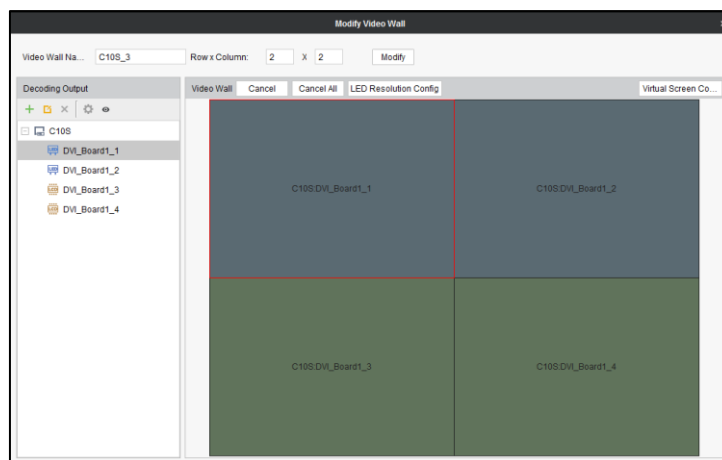 Modify Video Wall
Video Wall Na... C10S_3 Row x Column: 2 X 2 Modify
Decoding Output
Video Wall Cancel Cancel All LED Resolution Config Virtual Screen Co...
C10S
DVI_Board1_1
DVI_Board1_2
DVI_Board1_3
DVI_Board1_4
C10S:DVI_Board1_1 C10S:DVI_Board1_2
C10S:DVI_Board1_3 C10S:DVI_Board1_4